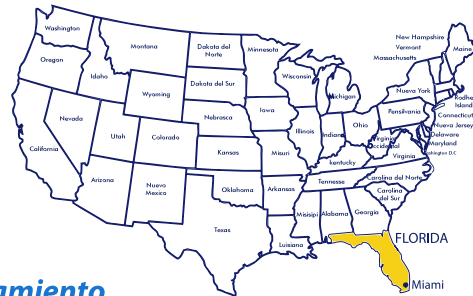 Washington
Montana
Dakota del
Norte
Minnesota
New Hampshire
Vermont
Massachusetts
Maine
Oregon
Idaho
Wyoming
Dakota del Sur
Wisconsin
Michigan
Nueva York
Rodhe
Island
Connecticut
Nueva Jersey
Delaware
Maryland
Washington D.C
Nevada
Utah
Colorado
Nebrasca
Iowa
Illinois
Indiana
Ohio
Pensilvania
Virginia
Occidental
Virginia
California
Kansas
Misuri
kentucky
Arizona
Nuevo
Mexico
Oklahoma
Arkansas
Tennesse
Carolina del Norte
Carolina
del Sur
Texas
Luisiana
Misisipi
Alabama
Georgia
FLORIDA
Miami
amiento